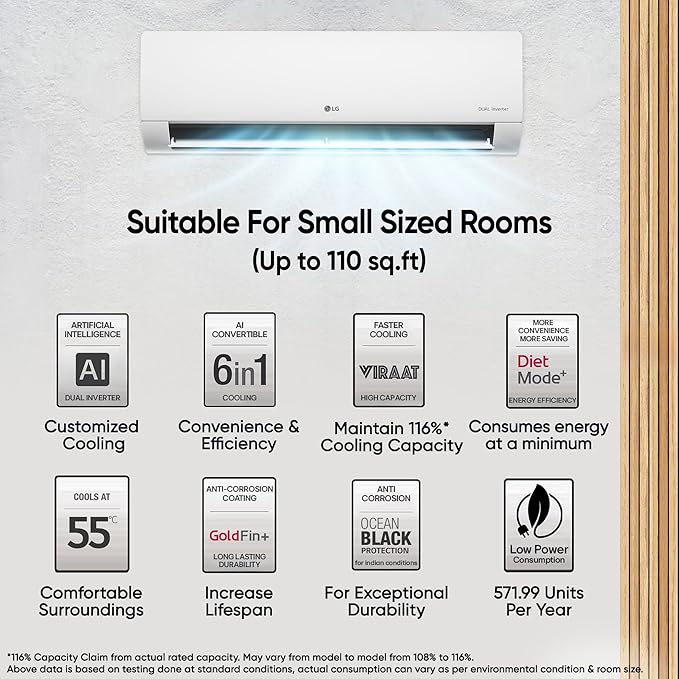 LG
DUAL Inverter
Suitable For Small Sized Rooms
(Up to 110 sq.ft)
ARTIFICIAL
INTELLIGENCE
AI
DUAL INVERTER
Customized
Cooling
AI
CONVERTIBLE
6in1
COOLING
Convenience &
Efficiency
FASTER
COOLING
VIRAAT
HIGH CAPACITY
Maintain 116%*
Cooling Capacity
MORE
CONVENIENCE
MORE SAVING
Diet
Mode+
ENERGY EFFICIENCY
Consumes energy
at a minimum
COOLS AT
55°C
Comfortable
Surroundings
ANTI-CORROSION
COATING
GoldFin+
LONG LASTING
DURABILITY
Increase
Lifespan
ANTI
CORROSION
OCEAN
BLACK
PROTECTION
for Indian conditions
For Exceptional
Durability
Low Power
Consumption
571.99 Units
Per Year
*116% Capacity Claim from actual rated capacity. May vary from model to model from 108% to 116%.
Above data is based on testing done at standard conditions, actual consumption can vary as per environmental condition & room size.